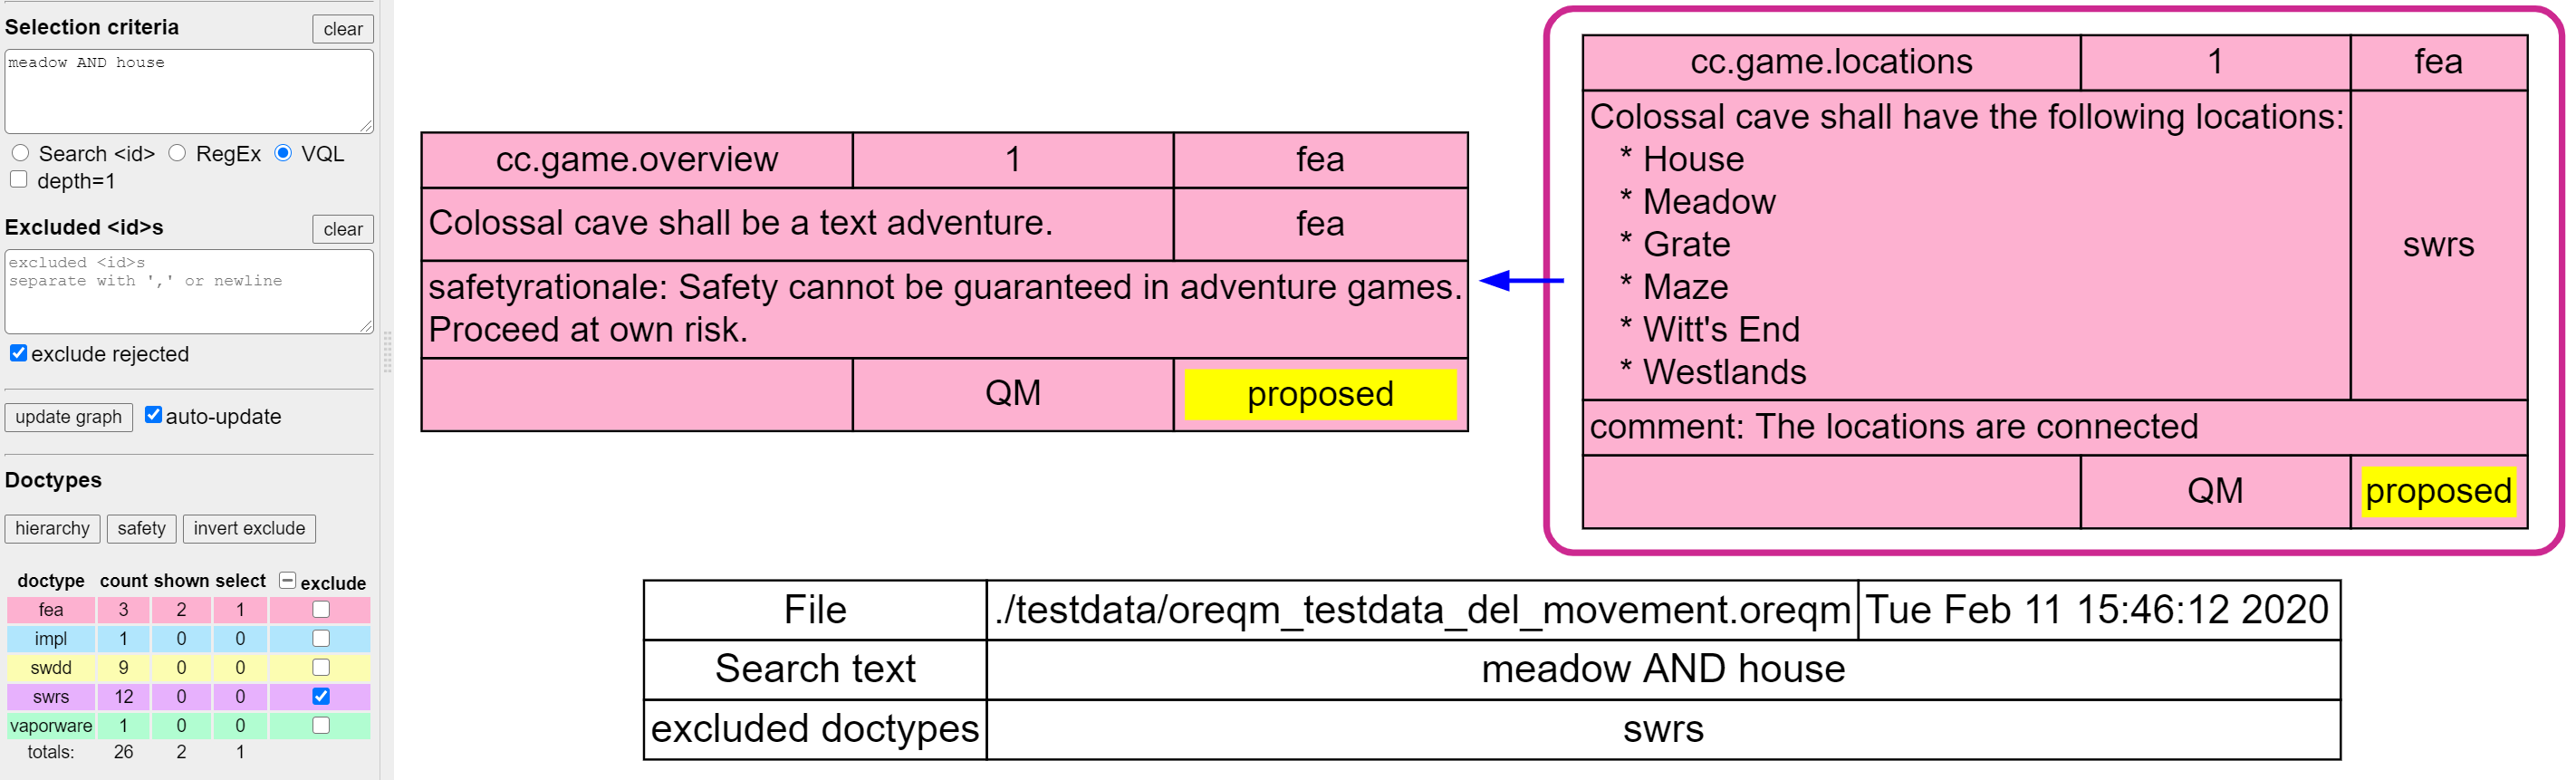 Selection criteria clear
meadow AND house
Search <id> RegEx VQL
depth=1
Excluded <id>s clear
excluded <id>s
separate with ',' or newline
exclude rejected
update graph auto-update
Doctypes
hierarchy safety invert exclude
doctype count shown select exclude
fea 3 2 1
impl 1 0 0
swdd 9 0 0
swrs 12 0 0
vaporware 1 0 0
totals: 26 2 1
cc.game.overview 1 fea
Colossal cave shall be a text adventure. fea
safetyrationale: Safety cannot be guaranteed in adventure games.
Proceed at own risk.
QM proposed
cc.game.locations 1 fea
Colossal cave shall have the following locations:
* House
* Meadow
* Grate
* Maze
* Witt's End
* Westlands
swrs
comment: The locations are connected
QM proposed
File ./testdata/oreqm_testdata_del_movement.oreqm Tue Feb 11 15:46:12 2020
Search text meadow AND house
excluded doctypes swrs